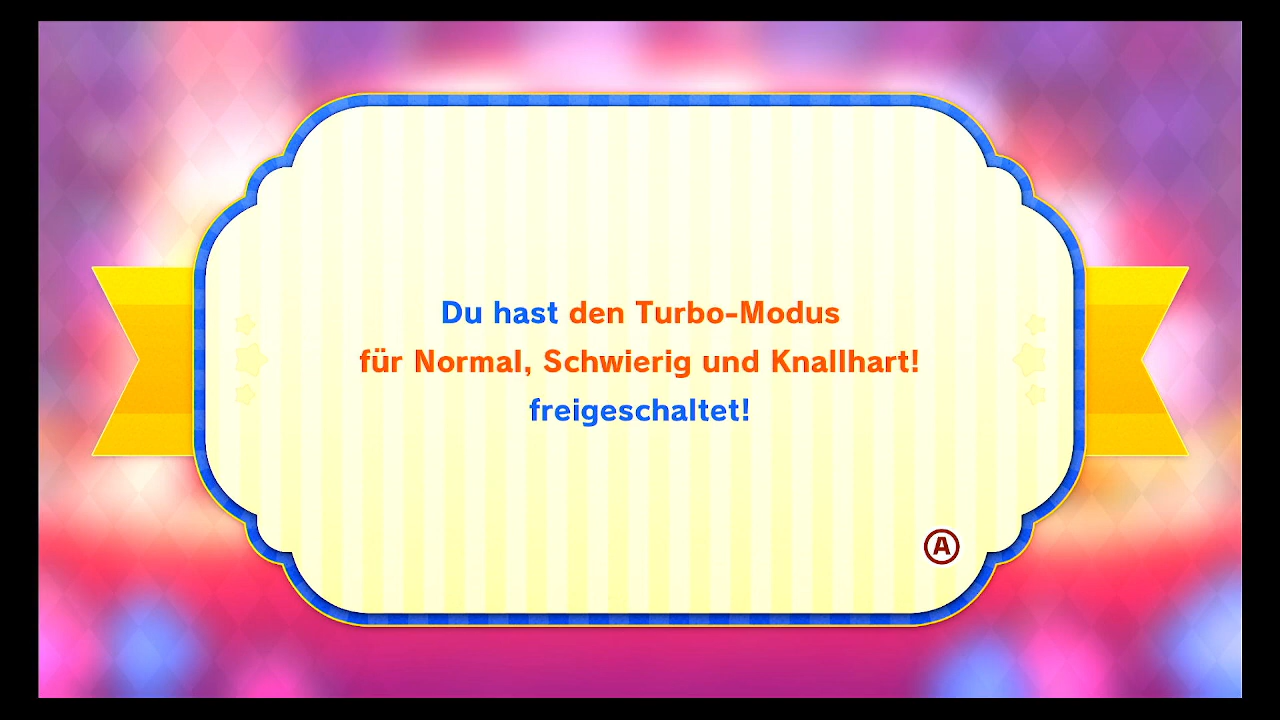 Du hast den Turbo-Modus
für Normal, Schwierig und Knallhart!
freigeschaltet!
A